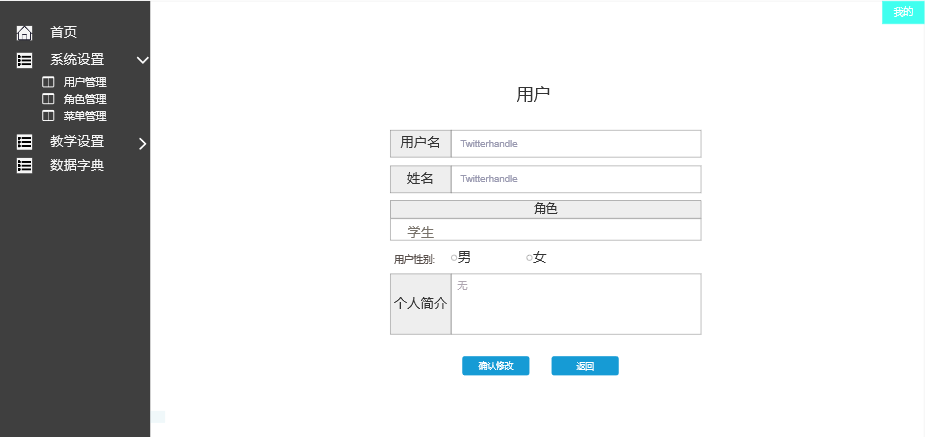 我的
首页
系统设置
用户管理
角色管理
菜单管理
教学设置
数据字典
用户
用户名 Twitterhandle
姓名 Twitterhandle
角色
学生
用户性别: 男 女
个人简介 无
确认修改 返回